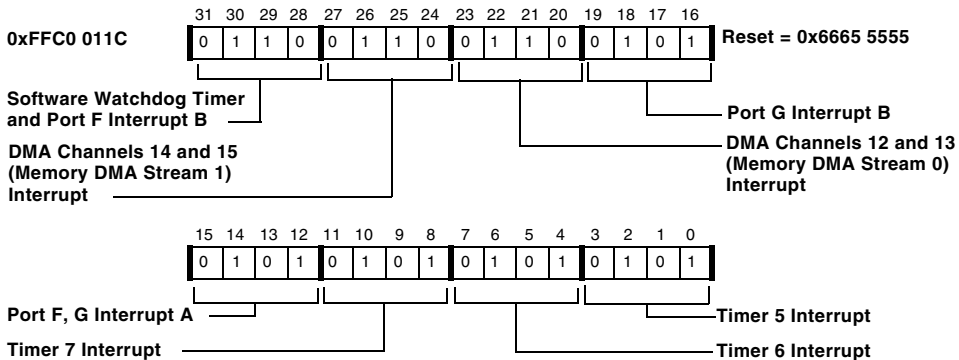 31 30 29 28 27 26 25 24 23 22 21 20 19 18 17 16
0xFFC0 011C 0 1 1 0 0 1 1 0 0 1 1 0 0 1 0 1 Reset = 0x6665 5555
Software Watchdog Timer
and Port F Interrupt B
Port G Interrupt B
DMA Channels 14 and 15
(Memory DMA Stream 1)
Interrupt
DMA Channels 12 and 13
(Memory DMA Stream 0)
Interrupt
15 14 13 12 11 10 9 8 7 6 5 4 3 2 1 0
0 1 0 1 0 1 0 1 0 1 0 1 0 1 0 1
Port F, G Interrupt A
Timer 5 Interrupt
Timer 7 Interrupt
Timer 6 Interrupt